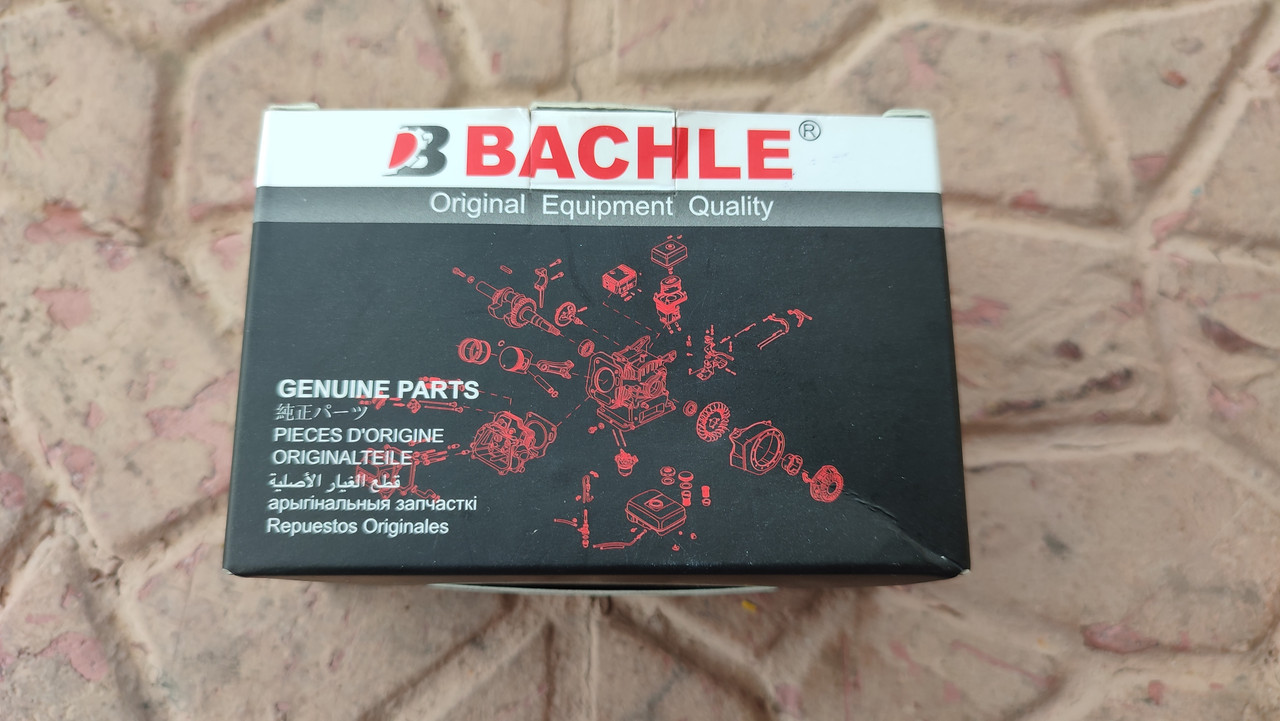 BACHLE®
Original Equipment Quality
GENUINE PARTS
純正パーツ
PIECES D'ORIGINE
ORIGINALTEILE
قطع الغيار الأصلية
арыгінальныя запчасткі
Repuestos Originales